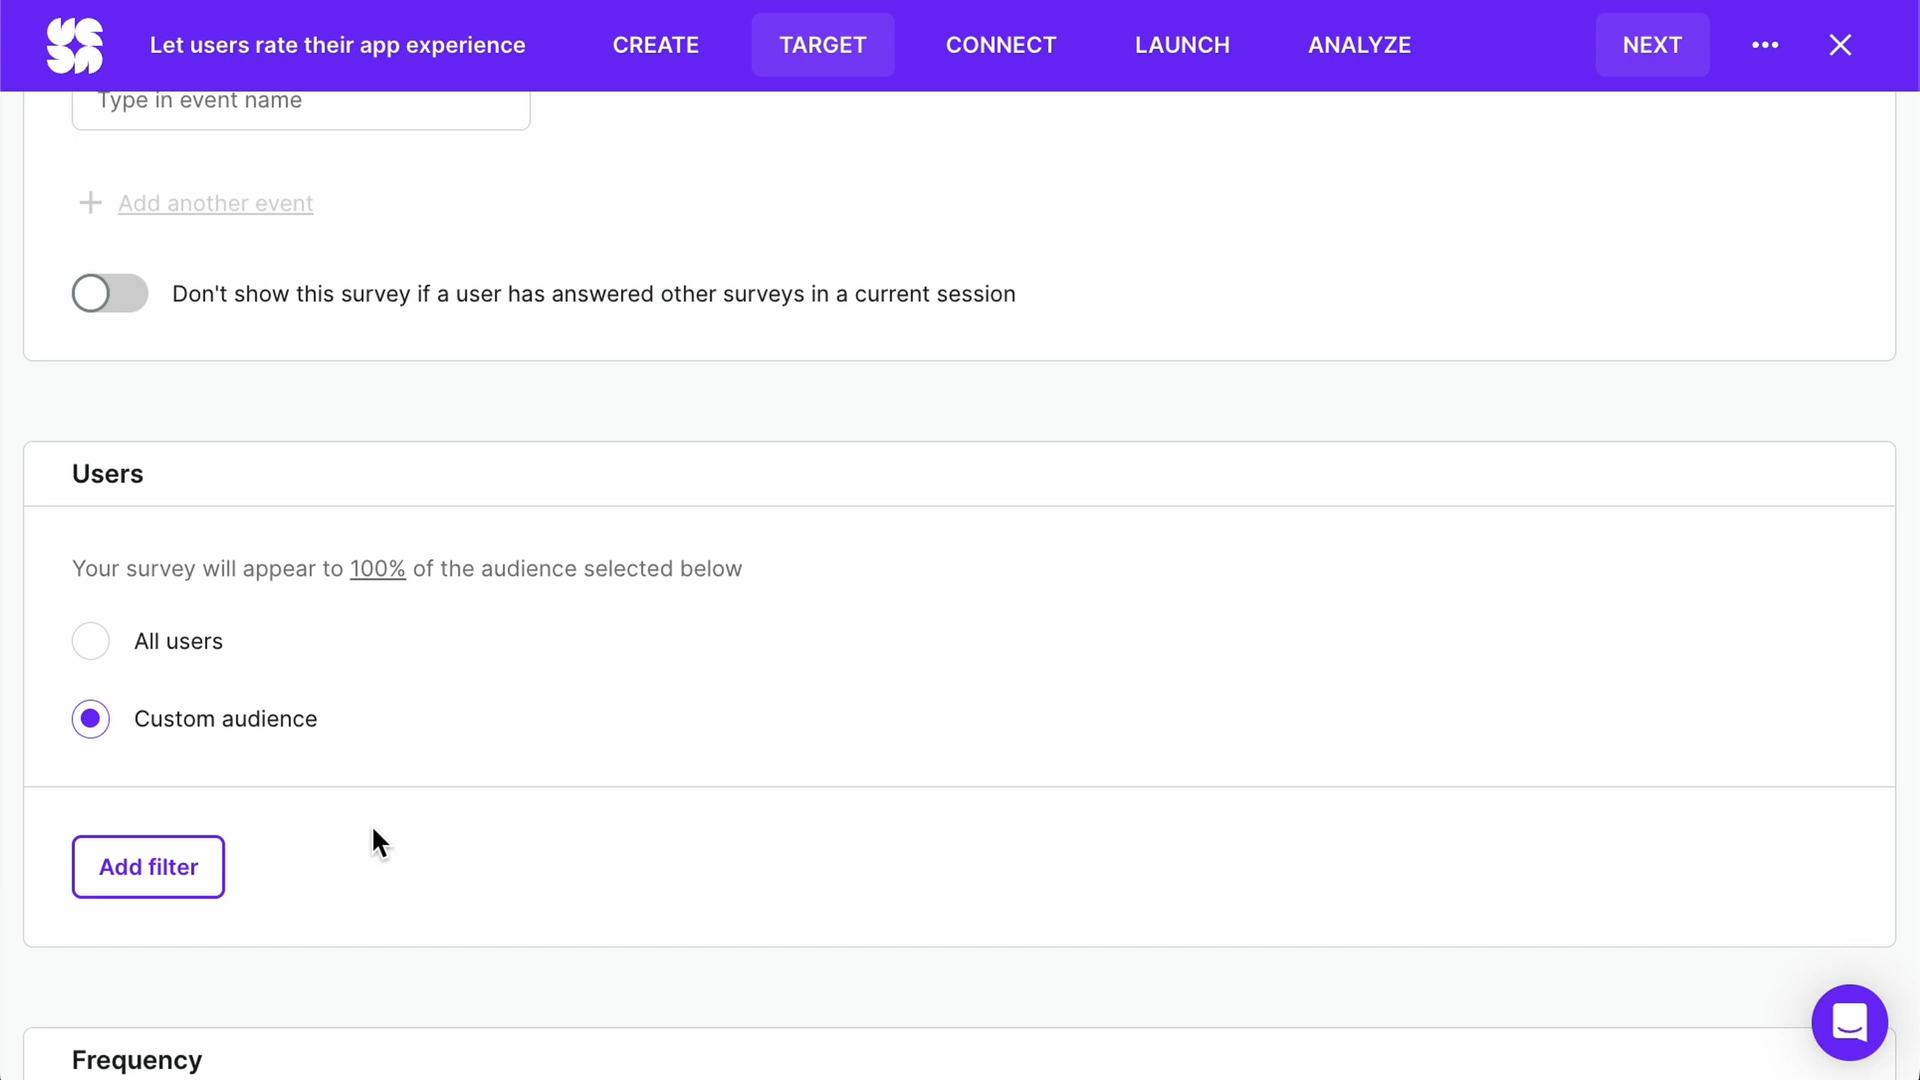 Let users rate their app experience
CREATE
TARGET
CONNECT
LAUNCH
ANALYZE
NEXT
Type in event name
Add another event
Don't show this survey if a user has answered other surveys in a current session
Users
Your survey will appear to 100% of the audience selected below
All users
Custom audience
Add filter
Frequency